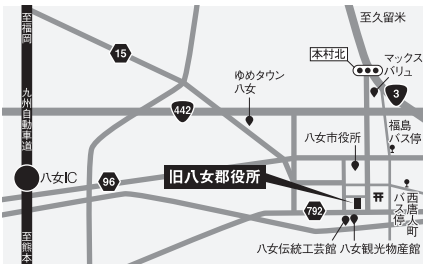 至福岡
九州自動車道
八女IC
至熊本
15
442
96
792
3
至久留米
本村北
マックス
バリュ
ゆめタウン
八女
八女市役所
福島
バス停
旧八女郡役所
西唐人町
バス停
八女伝統工芸館
八女観光物産館